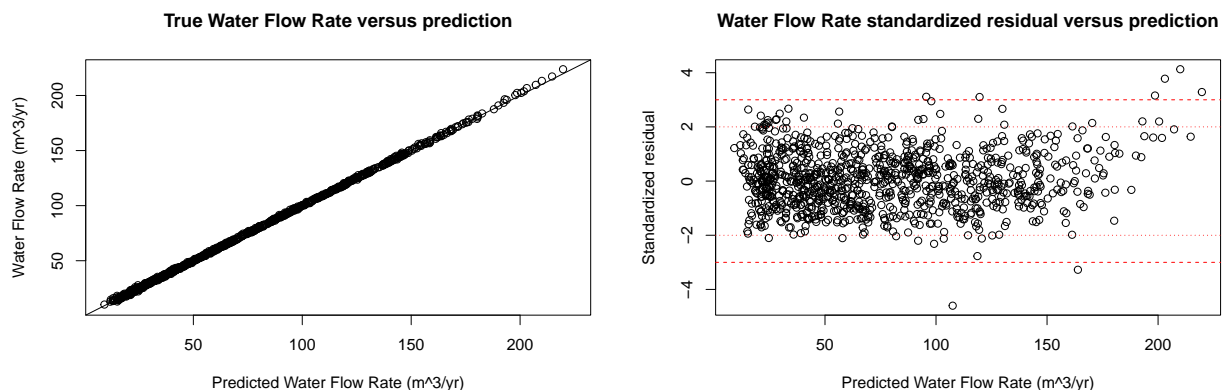 True Water Flow Rate versus prediction
Water Flow Rate (m^3/yr)
200
150
100
50
50 100 150 200
Predicted Water Flow Rate (m^3/yr)
Water Flow Rate standardized residual versus prediction
Standardized residual
4
2
0
−2
−4
50 100 150 200
Predicted Water Flow Rate (m^3/yr)